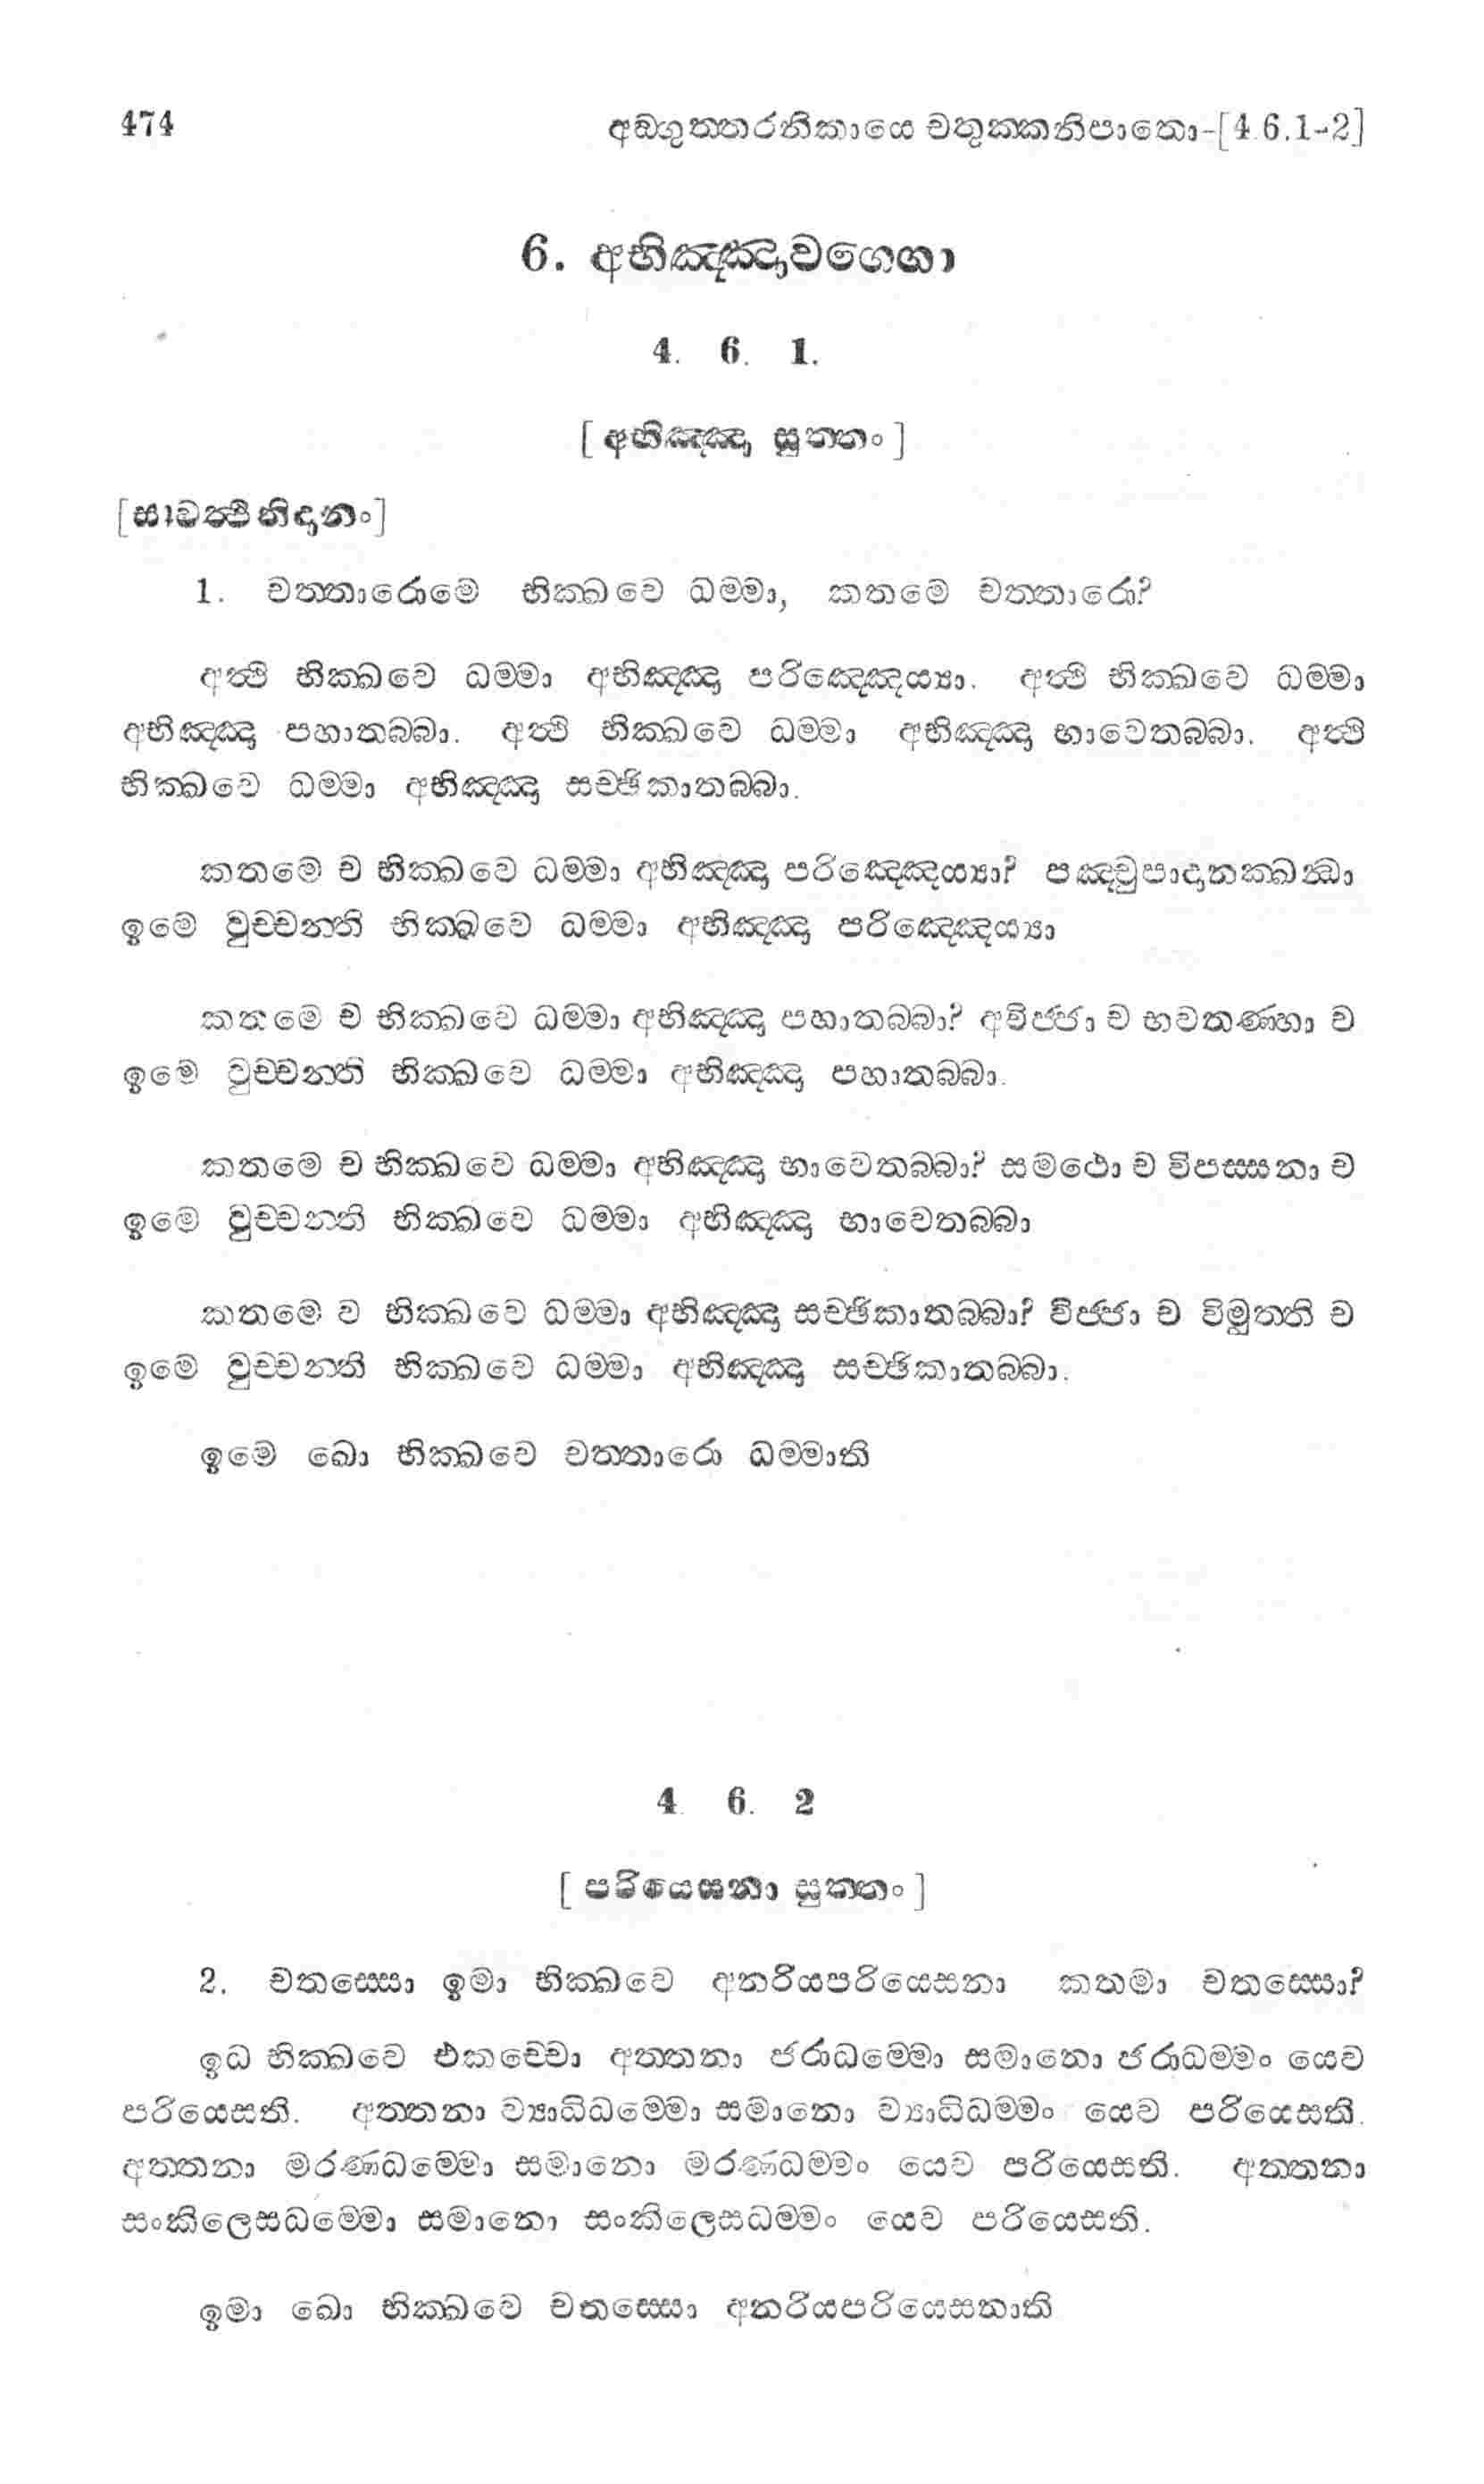 474 අඞ්ගුත්තරනිකායෙ චතුක්කනිපාතො-[4.6.1-2]
6. අභිඤ්ඤාවග්ගො
4. 6. 1.
[ අභිඤ්ඤා සුත්තං ]
[සාවත්ථිනිදානං]
1. චත්තාරොමෙ භික්ඛවෙ ධම්මා, කතමෙ චත්තාරො?
අත්ථි භික්ඛවෙ ධම්මා අභිඤ්ඤා පරිඤ්ඤෙය්‍යා. අත්ථි භික්ඛවෙ ධම්මා
අභිඤ්ඤා පහාතබ්බා. අත්ථි භික්ඛවෙ ධම්මා අභිඤ්ඤා භාවෙතබ්බා. අත්ථි
භික්ඛවෙ ධම්මා අභිඤ්ඤා සච්ඡිකාතබ්බා.
කතමෙ ච භික්ඛවෙ ධම්මා අභිඤ්ඤා පරිඤ්ඤෙය්‍යා? පඤ්චුපාදානක්ඛන්ධා
ඉමෙ වුච්චන්ති භික්ඛවෙ ධම්මා අභිඤ්ඤා පරිඤ්ඤෙය්‍යා
කතමෙ ච භික්ඛවෙ ධම්මා අභිඤ්ඤා පහාතබ්බා? අවිජ්ජා ච භවතණ්හා ච
ඉමෙ වුච්චන්ති භික්ඛවෙ ධම්මා අභිඤ්ඤා පහාතබ්බා.
කතමෙ ච භික්ඛවෙ ධම්මා අභිඤ්ඤා භාවෙතබ්බා? සමථො ච විපස්සනා ච
ඉමෙ වුච්චන්ති භික්ඛවෙ ධම්මා අභිඤ්ඤා භාවෙතබ්බා
කතමෙ ච භික්ඛවෙ ධම්මා අභිඤ්ඤා සච්ඡිකාතබ්බා? විජ්ජා ච විමුත්ති ච
ඉමෙ වුච්චන්ති භික්ඛවෙ ධම්මා අභිඤ්ඤා සච්ඡිකාතබ්බා.
ඉමෙ ඛො භික්ඛවෙ චත්තාරො ධම්මාති
4. 6. 2
[ පරියෙසනා සුත්තං ]
2. චතස්සො ඉමා භික්ඛවෙ අනරියපරියෙසනා කතමා චතස්සො?
ඉධ භික්ඛවෙ එකච්චො අත්තනා ජරාධම්මො සමානො ජරාධම්මං යෙව
පරියෙසති. අත්තනා ව්‍යාධිධම්මො සමානො ව්‍යාධිධම්මං යෙව පරියෙසති.
අත්තනා මරණධම්මො සමානො මරණධම්මං යෙව පරියෙසති. අත්තනා
සංකිලෙසධම්මො සමානො සංකිලෙසධම්මං යෙව පරියෙසති.
ඉමා ඛො භික්ඛවෙ චතස්සො අනරියපරියෙසනාති